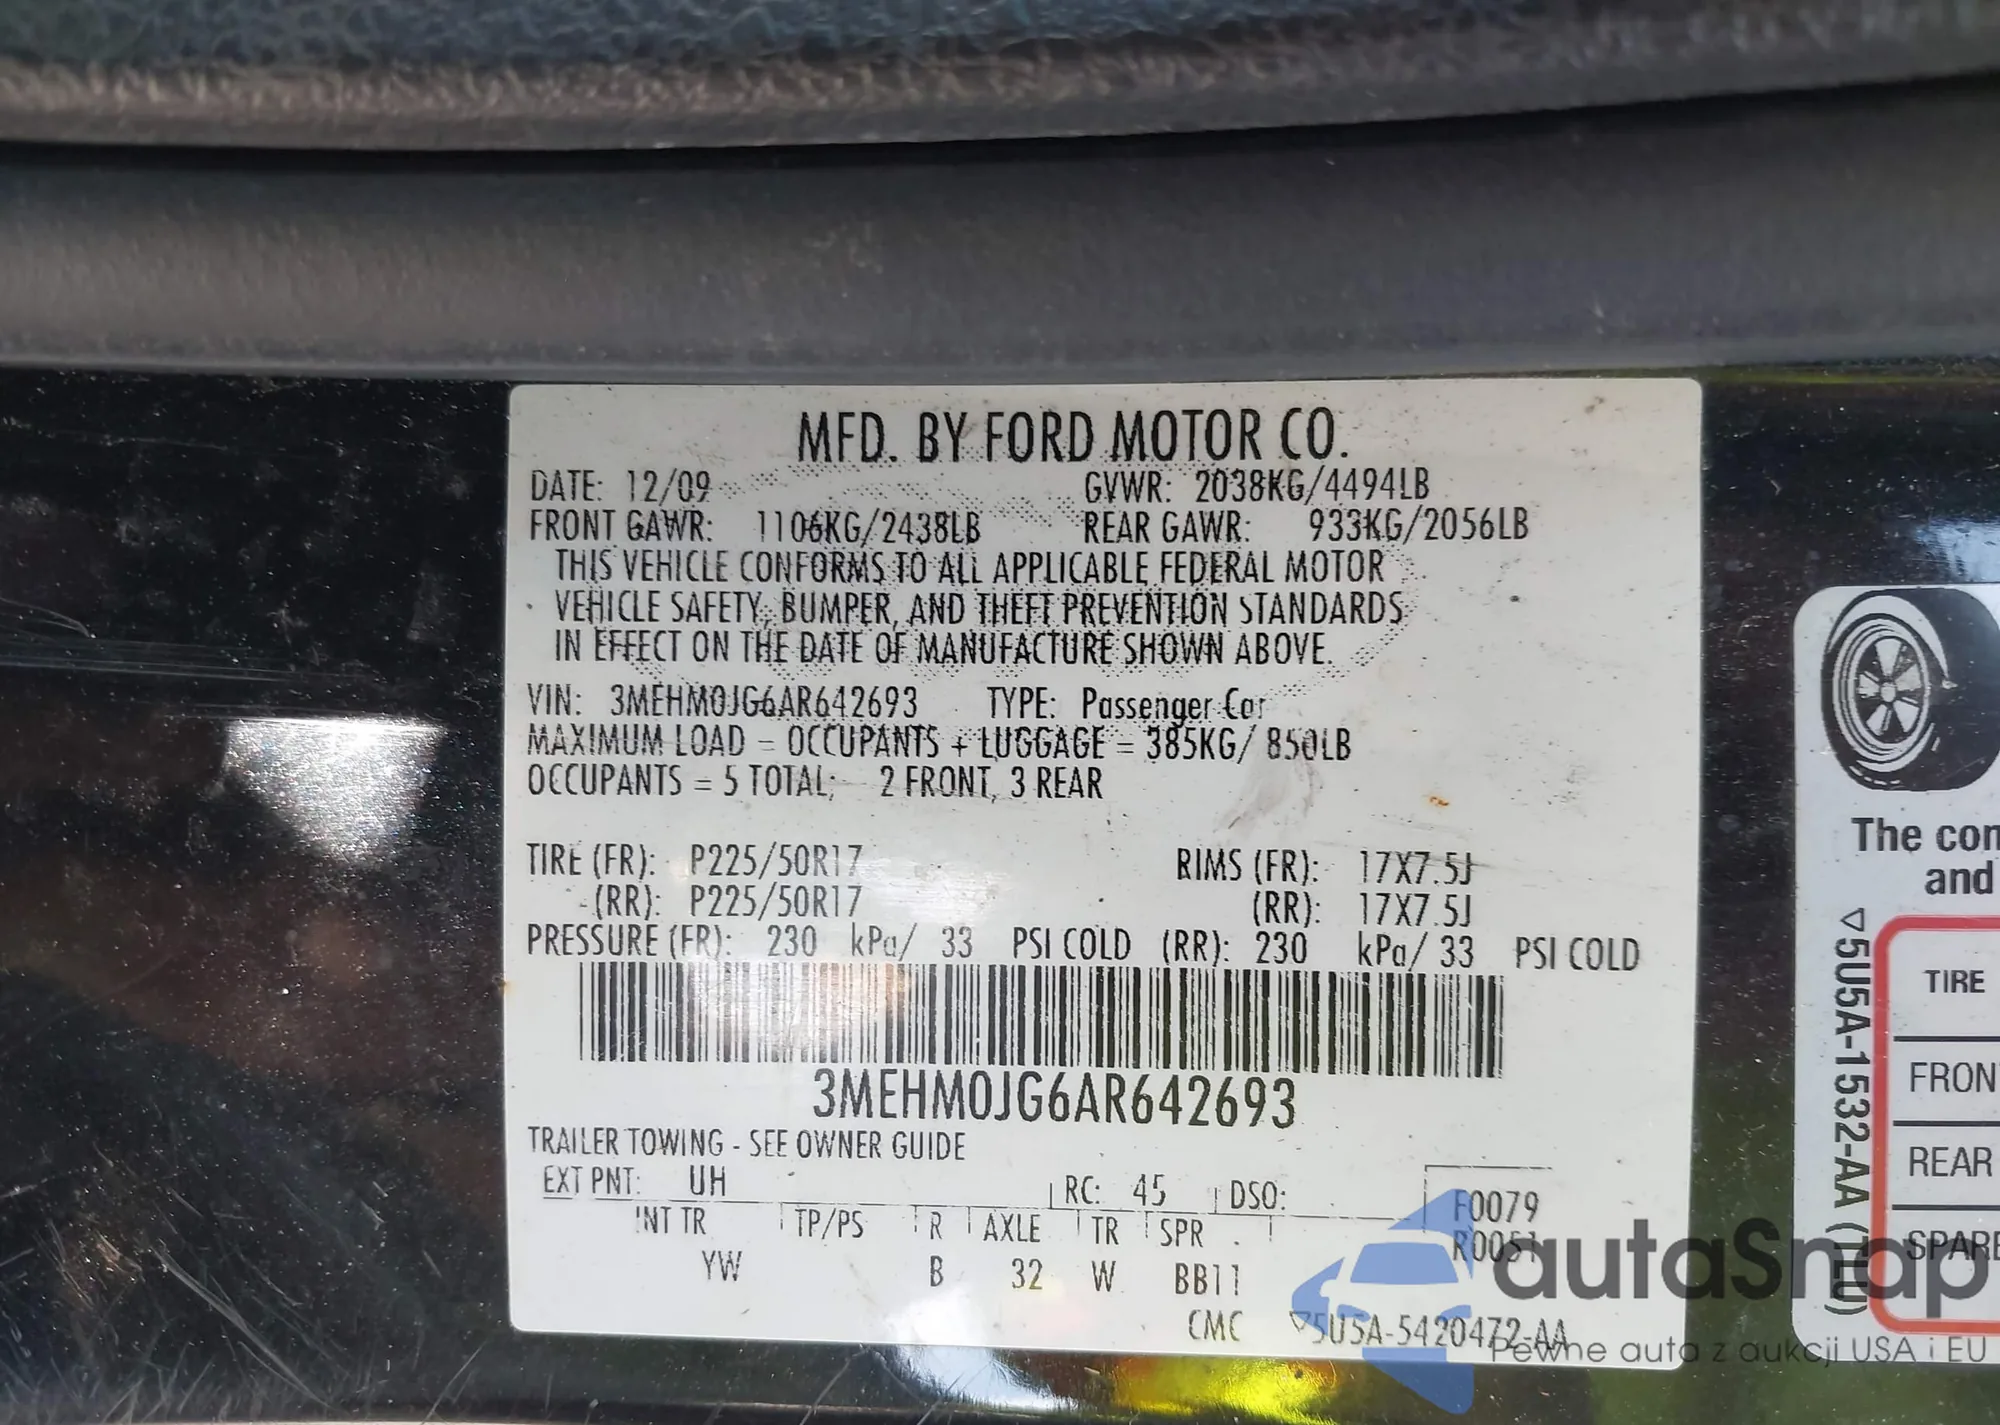 MFD. BY FORD MOTOR CO.
DATE: 12/09 GVWR: 2038KG/4494LB
FRONT GAWR: 1106KG/2438LB REAR GAWR: 933KG/2056LB
THIS VEHICLE CONFORMS TO ALL APPLICABLE FEDERAL MOTOR
VEHICLE SAFETY, BUMPER, AND THEFT PREVENTION STANDARDS
IN EFFECT ON THE DATE OF MANUFACTURE SHOWN ABOVE.
VIN: 3MEHM0JG6AR642693 TYPE: Passenger Car
MAXIMUM LOAD = OCCUPANTS + LUGGAGE = 385KG/ 850LB
OCCUPANTS = 5 TOTAL; 2 FRONT, 3 REAR
TIRE (FR): P225/50R17 RIMS (FR): 17X7.5J
(RR): P225/50R17 (RR): 17X7.5J
PRESSURE (FR): 230 kPa/ 33 PSI COLD (RR): 230 kPa/ 33 PSI COLD
3MEHM0JG6AR642693
TRAILER TOWING - SEE OWNER GUIDE
EXT PNT: UH RC: 45 DSO:
INT TR TP/PS R AXLE TR SPR
YW B 32 W BB11
F0079
R0051
CMC ▽5U5A-5420472-AA
The con
and
▽5U5A-1532-AA (TLU)
TIRE
FRON
REAR
SPARE
autaSnap
Pewne auta z aukcji USA i EU